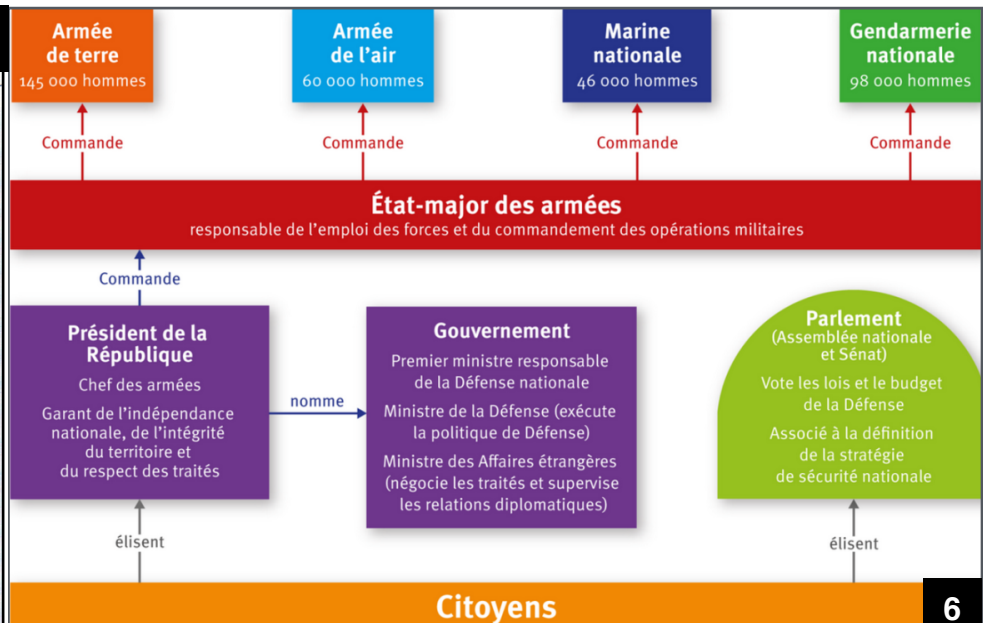 Armée
de terre
145 000 hommes
Armée
de l'air
60 000 hommes
Marine
nationale
46 000 hommes
Gendarmerie
nationale
98 000 hommes
Commande
Commande
Commande
Commande
État-major des armées
responsable de l'emploi des forces et du commandement des opérations militaires
Commande
Président de la
République
Chef des armées
Garant de l'indépendance
nationale, de l'intégrité
du territoire et
du respect des traités
nomme
Gouvernement
Premier ministre responsable
de la Défense nationale
Ministre de la Défense (exécute
la politique de Défense)
Ministre des Affaires étrangères
(négocie les traités et supervise
les relations diplomatiques)
Parlement
(Assemblée nationale
et Sénat)
Vote les lois et le budget
de la Défense
Associé à la définition
de la stratégie
de sécurité nationale
élisent
élisent
Citoyens
6